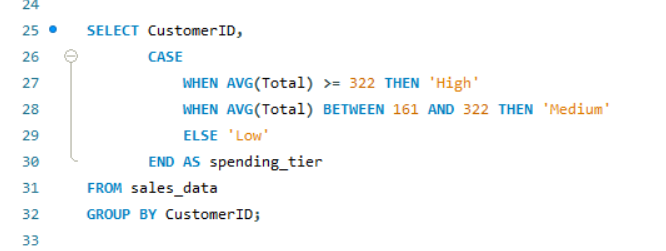 24
25 SELECT CustomerID,
26 CASE
27 WHEN AVG(Total) >= 322 THEN 'High'
28 WHEN AVG(Total) BETWEEN 161 AND 322 THEN 'Medium'
29 ELSE 'Low'
30 END AS spending_tier
31 FROM sales_data
32 GROUP BY CustomerID;
33